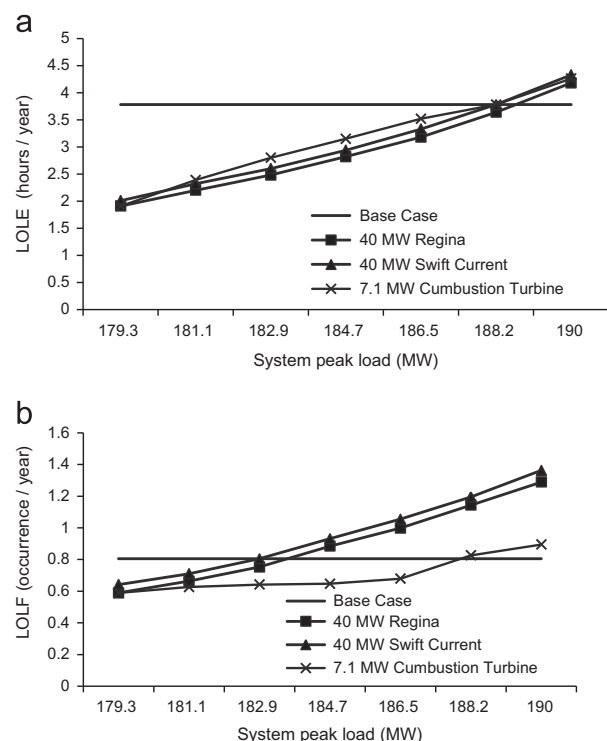 a
LOLE (hours / year)
5
4.5
4
3.5
3
2.5
2
1.5
1
0.5
0
Base Case
40 MW Regina
40 MW Swift Current
7.1 MW Cumbustion Turbine
179.3 181.1 182.9 184.7 186.5 188.2 190
System peak load (MW)
b
LOLF (occurrence / year)
1.6
1.4
1.2
1
0.8
0.6
0.4
0.2
0
Base Case
40 MW Regina
40 MW Swift Current
7.1 MW Cumbustion Turbine
179.3 181.1 182.9 184.7 186.5 188.2 190
System peak load (MW)